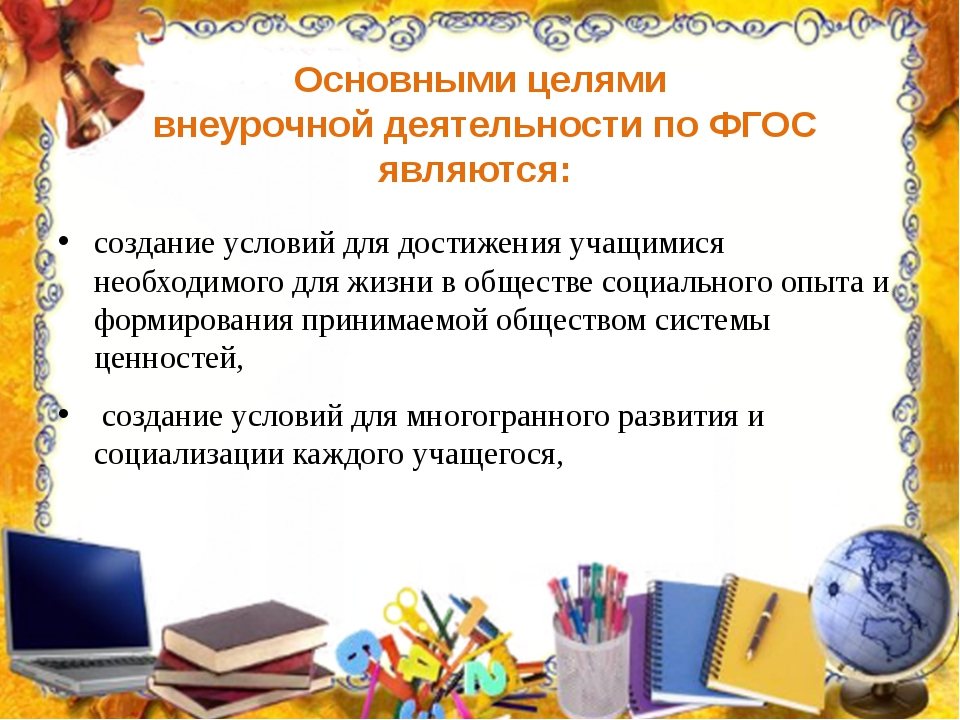 Основными целями
внеурочной деятельности по ФГОС
являются:
• создание условий для достижения учащимися
необходимого для жизни в обществе социального опыта и
формирования принимаемой обществом системы
ценностей,
• создание условий для многогранного развития и
социализации каждого учащегося,